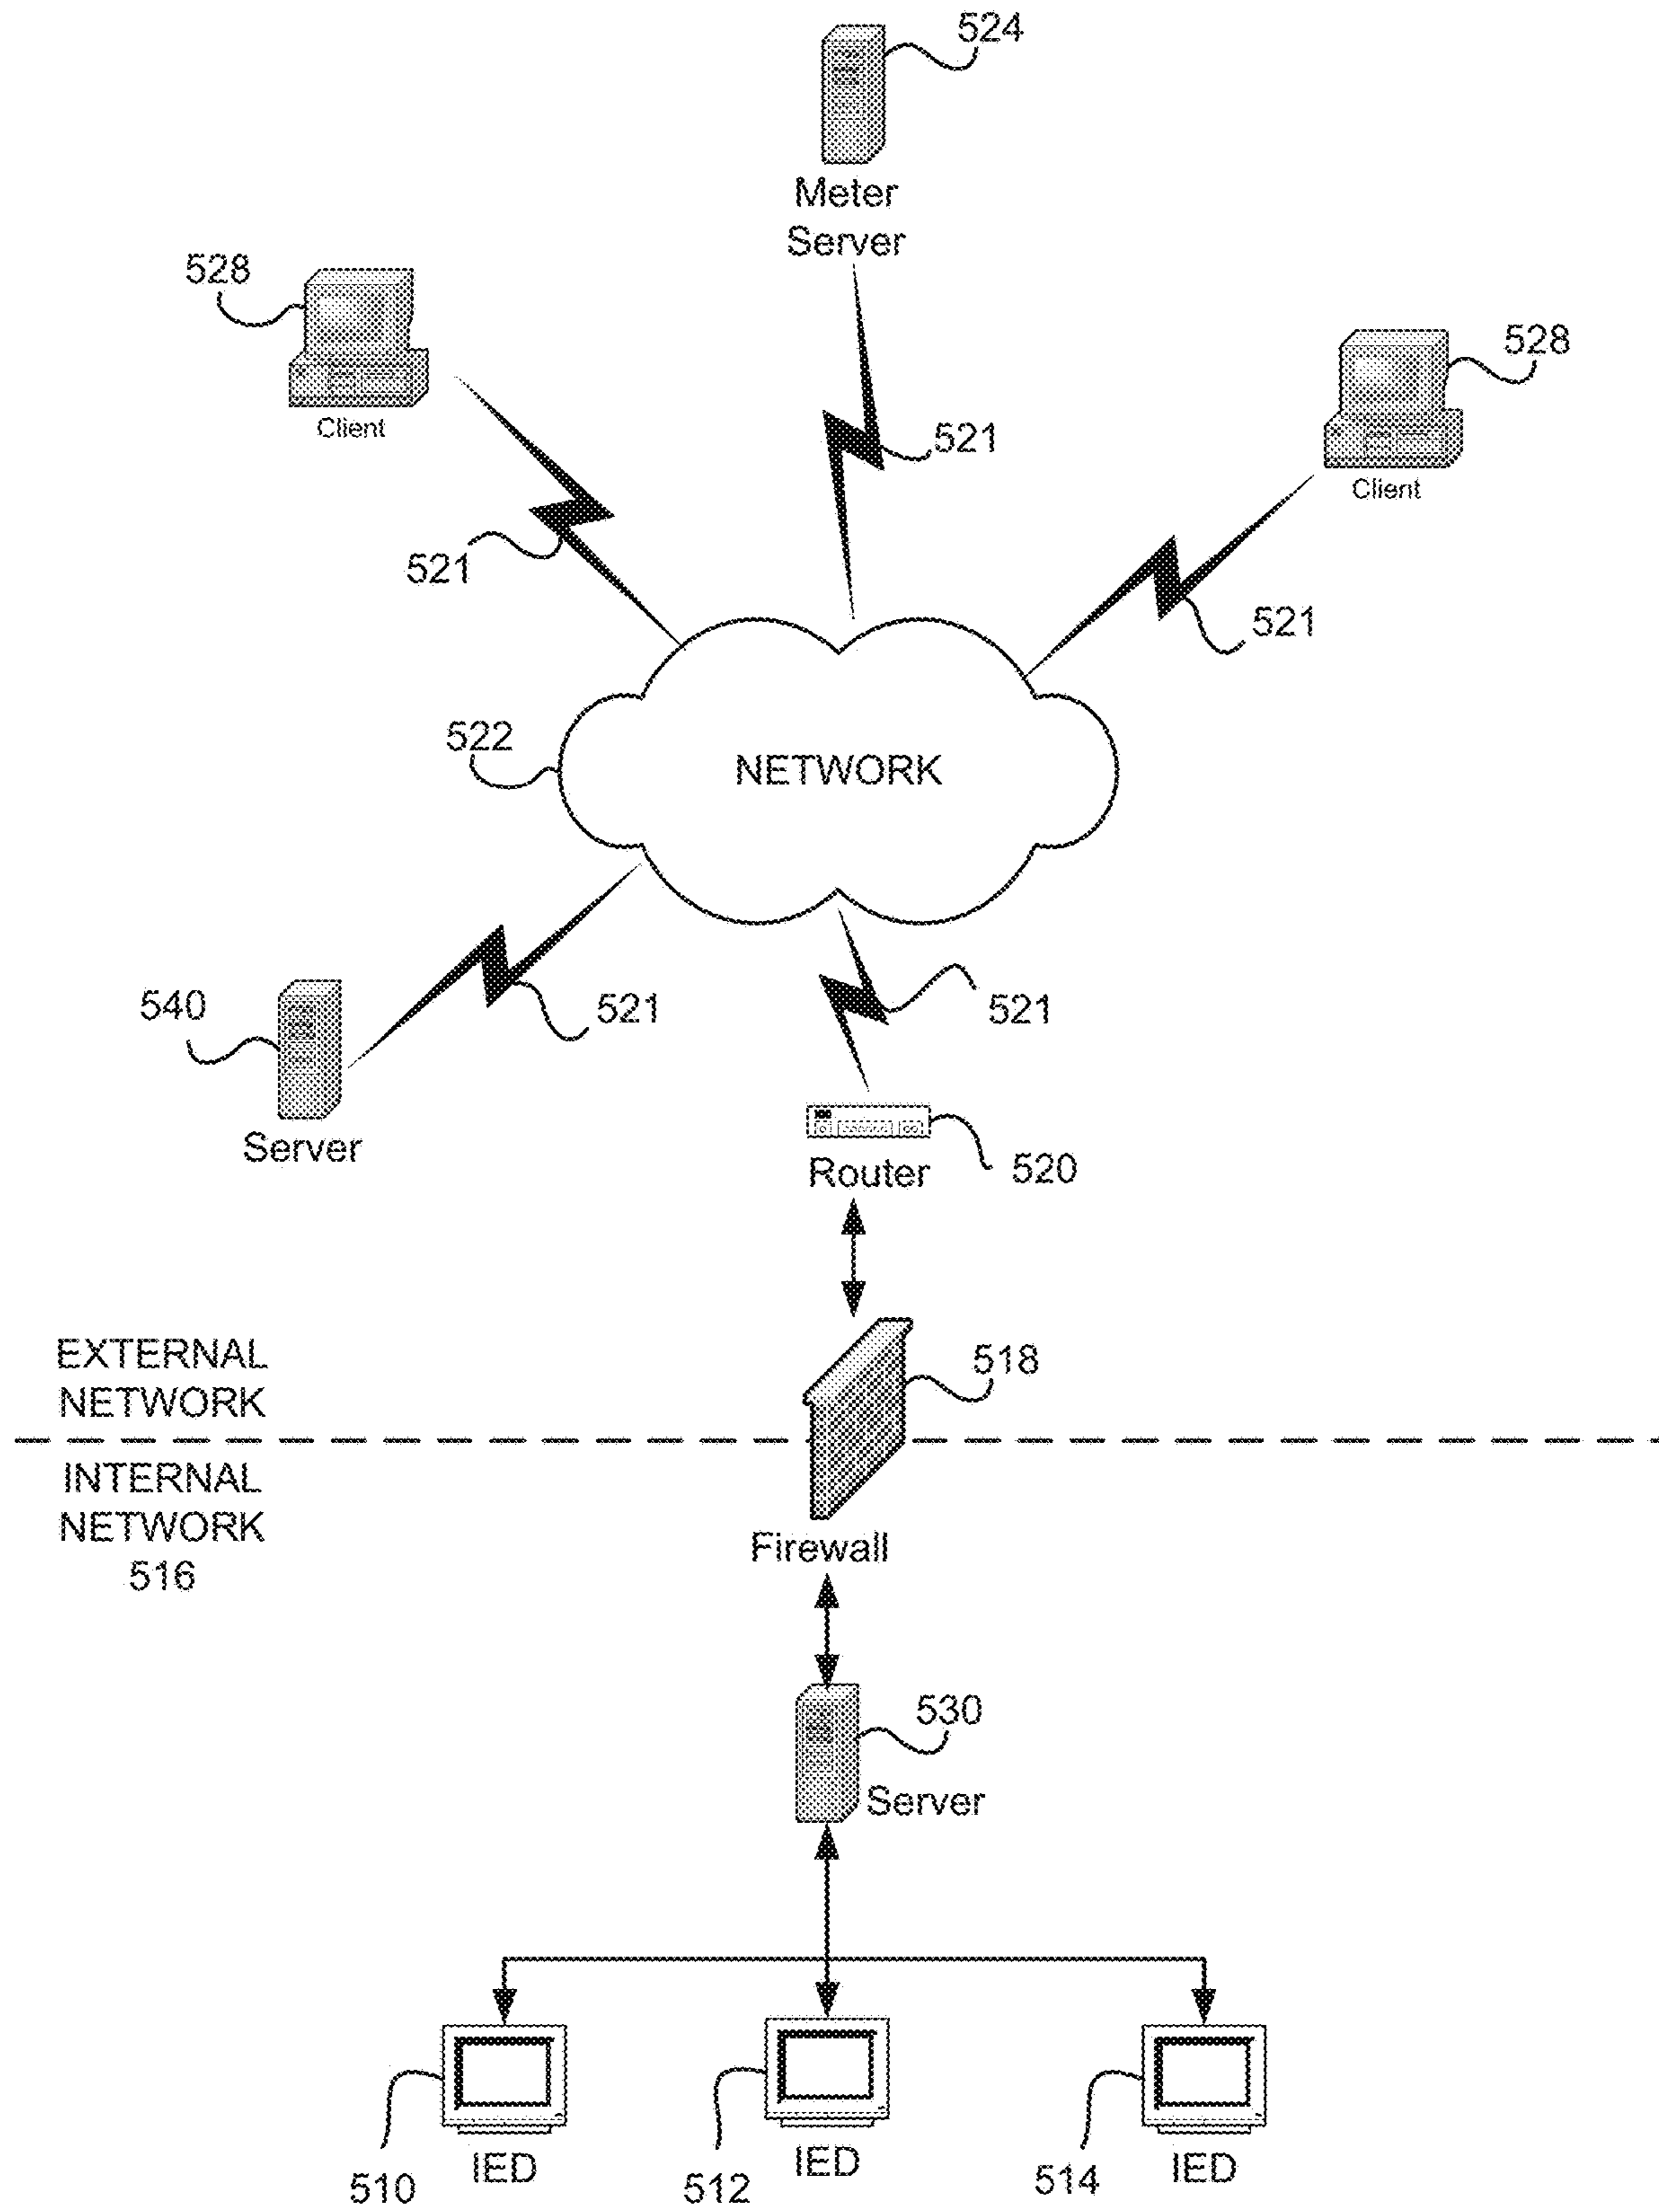 524
Meter
Server
528
Client
528
Client
521
521
521
522
NETWORK
540
Server
521
521
Router
520
EXTERNAL
NETWORK
518
INTERNAL
NETWORK
516
Firewall
530
Server
510
IED
512
IED
514
IED